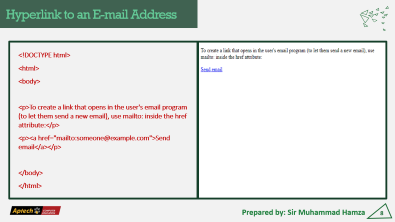 Hyperlink to an E-mail Address
<!DOCTYPE html>
<html>
<body>
<p>To create a link that opens in the user's email program
(to let them send a new email), use mailto: inside the href
attribute:</p>
<p><a href="mailto:someone@example.com">Send
email</a></p>
</body>
</html>
To create a link that opens in the user's email program (to let them send a new email), use
mailto: inside the href attribute:
Send email
Aptech
Prepared by: Sir Muhammad Hamza
8